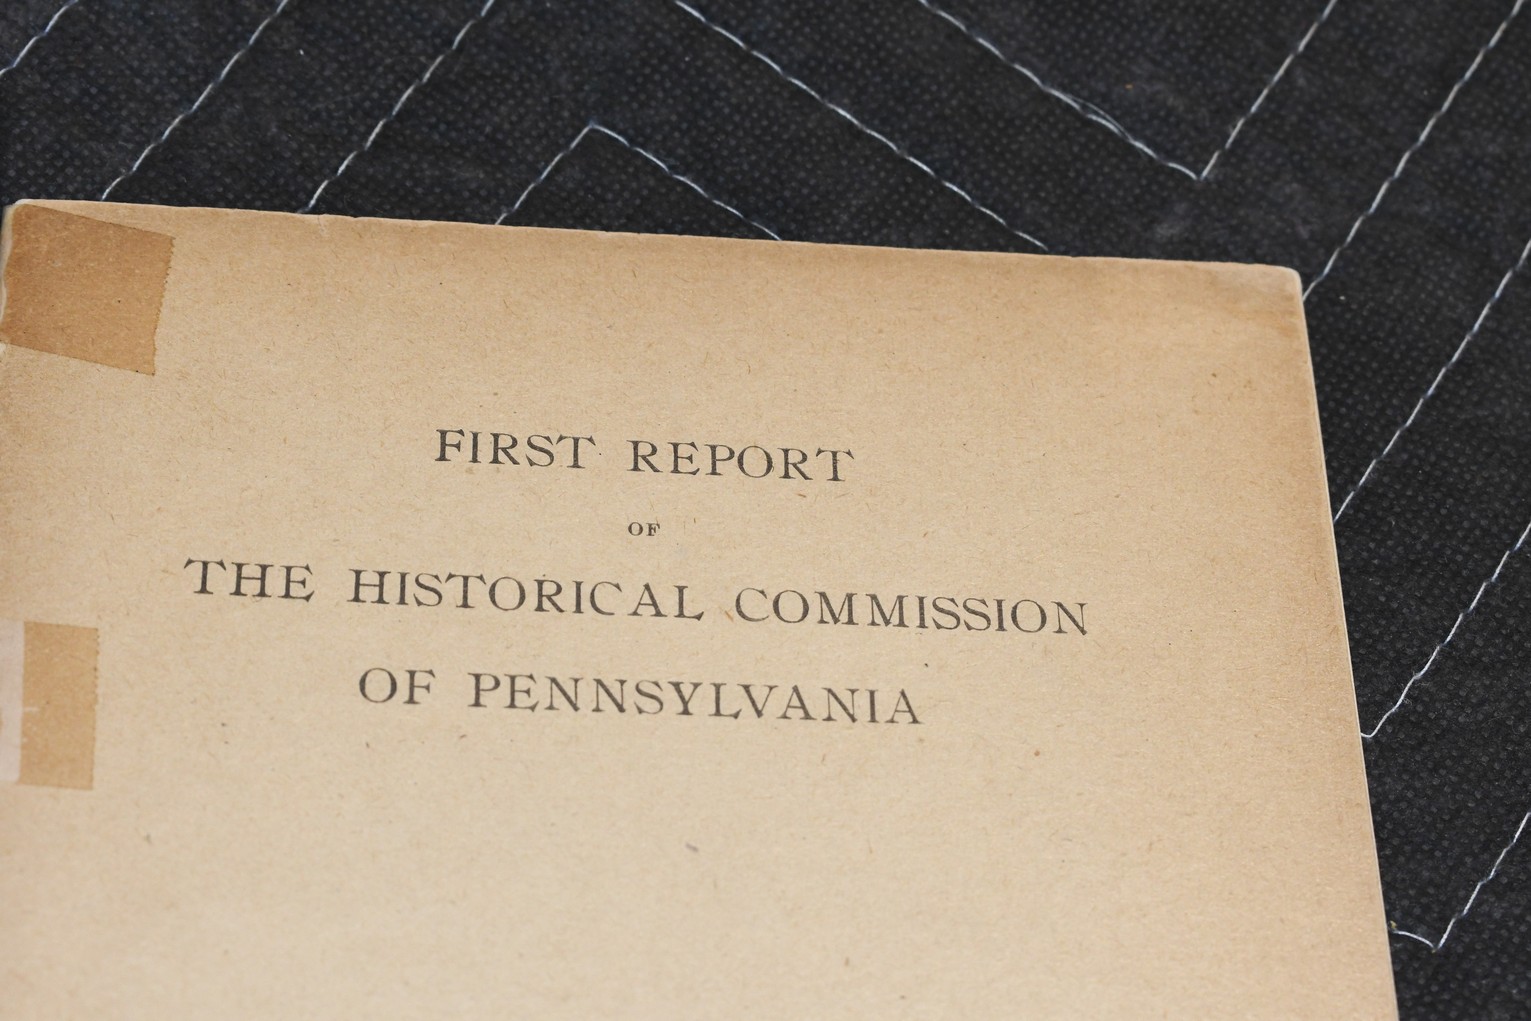 FIRST REPORT
OF
THE HISTORICAL COMMISSION
OF PENNSYLVANIA